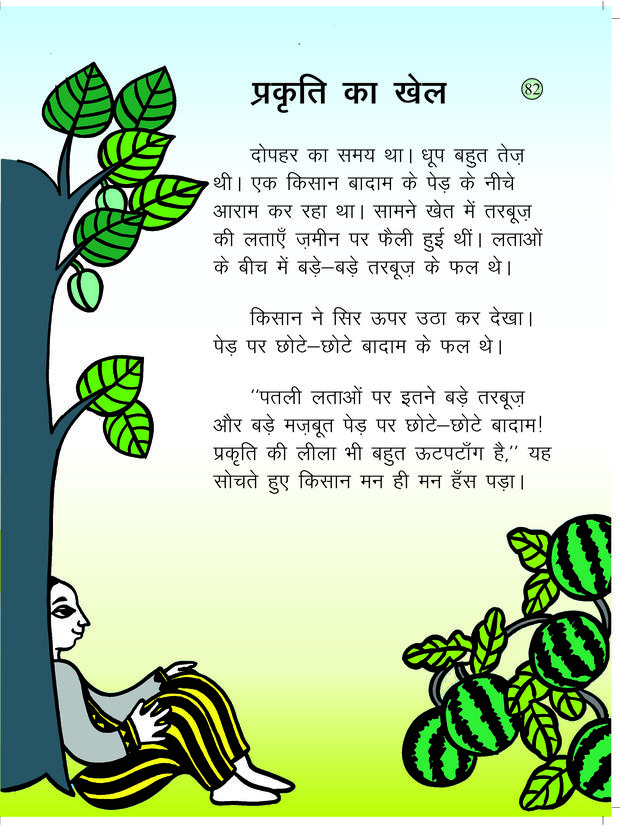 प्रकृति का खेल
82
दोपहर का समय था। धूप बहुत तेज़
थी। एक किसान बादाम के पेड़ के नीचे
आराम कर रहा था। सामने खेत में तरबूज़
की लताएँ ज़मीन पर फैली हुई थीं। लताओं
के बीच में बड़े–बड़े तरबूज़ के फल थे।
किसान ने सिर ऊपर उठा कर देखा।
पेड़ पर छोटे–छोटे बादाम के फल थे।
‘‘पतली लताओं पर इतने बड़े तरबूज़
और बड़े मज़बूत पेड़ पर छोटे–छोटे बादाम!
प्रकृति की लीला भी बहुत ऊटपटाँग है,’’ यह
सोचते हुए किसान मन ही मन हँस पड़ा।